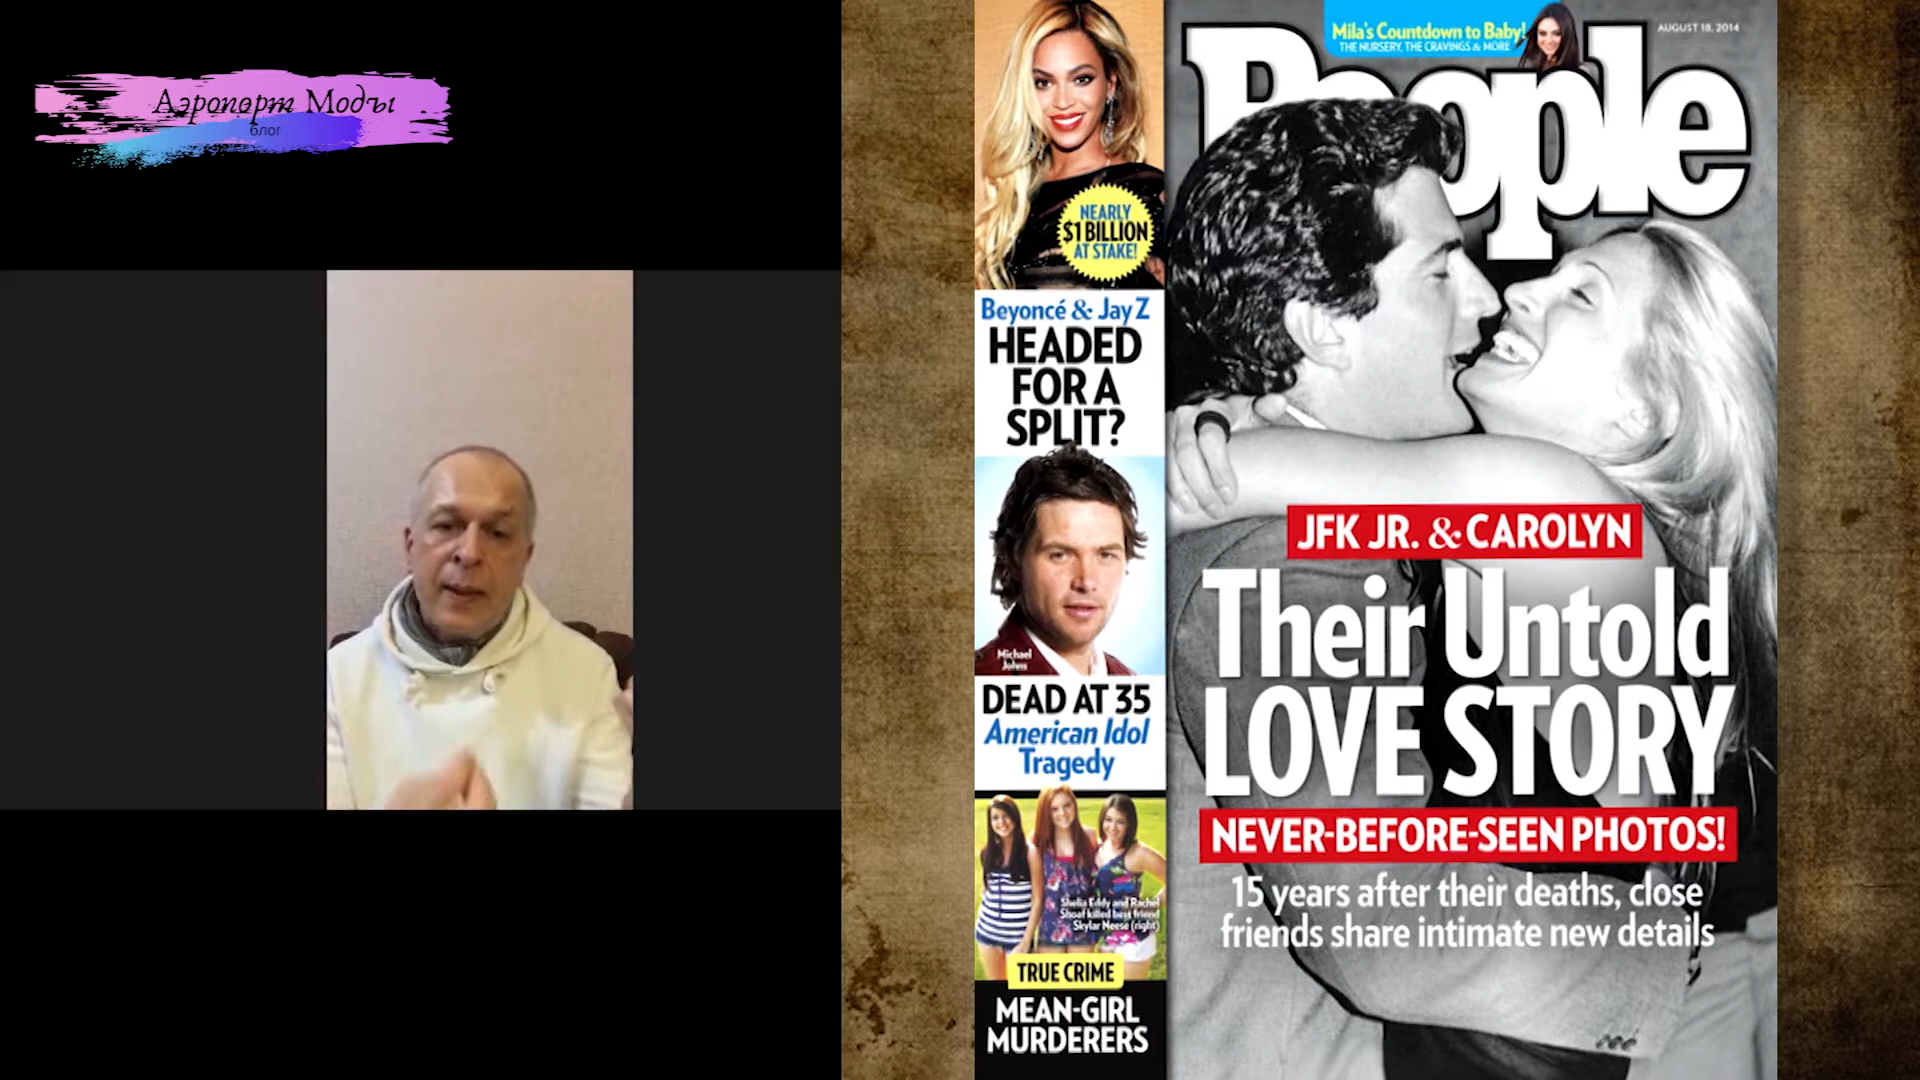 Аэропорт Модъы
блог
People
Mila's Countdown to Baby!
THE NURSERY, THE CRAVINGS & MORE
AUGUST 18, 2014
NEARLY
$1 BILLION
AT STAKE!
Beyoncé & Jay Z
HEADED
FOR A
SPLIT?
Michael
Johns
DEAD AT 35
American Idol
Tragedy
Shelia Eddy and Rachel
Shoaf killed best friend
Skylar Neese (right)
TRUE CRIME
MEAN-GIRL
MURDERERS
JFK JR. & CAROLYN
Their Untold
LOVE STORY
NEVER-BEFORE-SEEN PHOTOS!
15 years after their deaths, close
friends share intimate new details